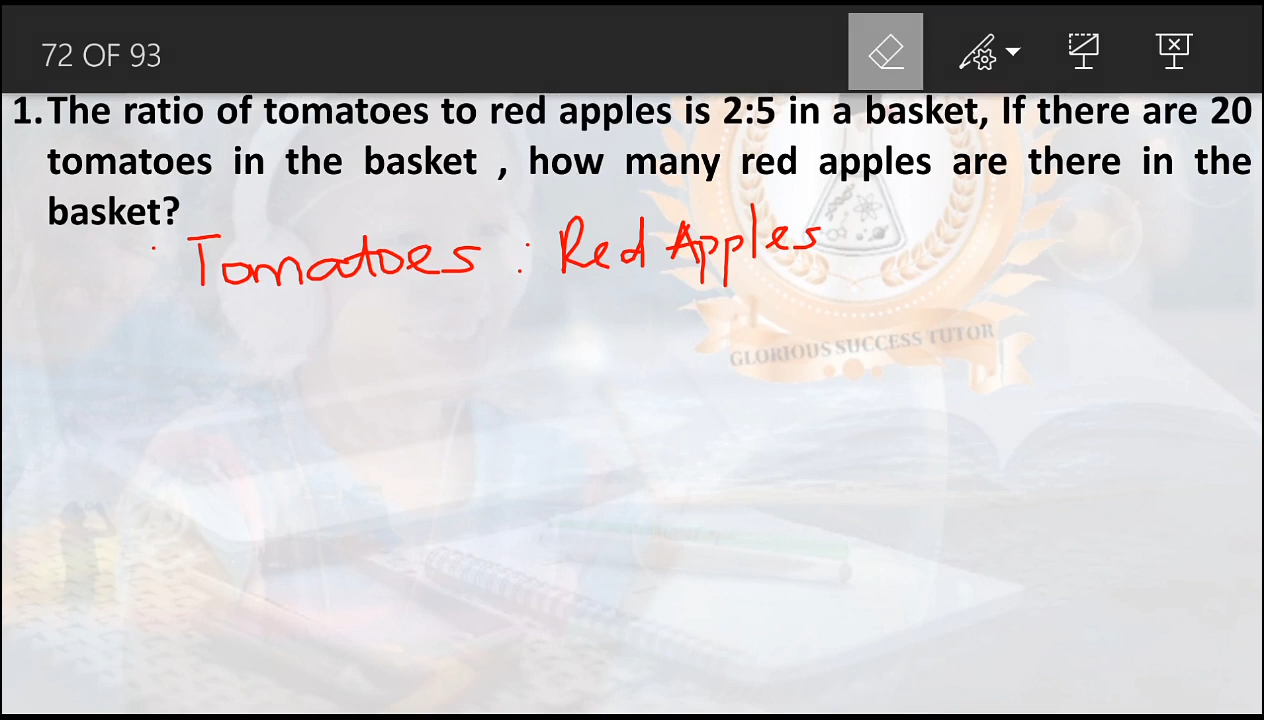 72 OF 93
1. The ratio of tomatoes to red apples is 2:5 in a basket, If there are 20
tomatoes in the basket , how many red apples are there in the
basket?
Tomatoes : Red Apples
GLORIOUS SUCCESS TUTOR